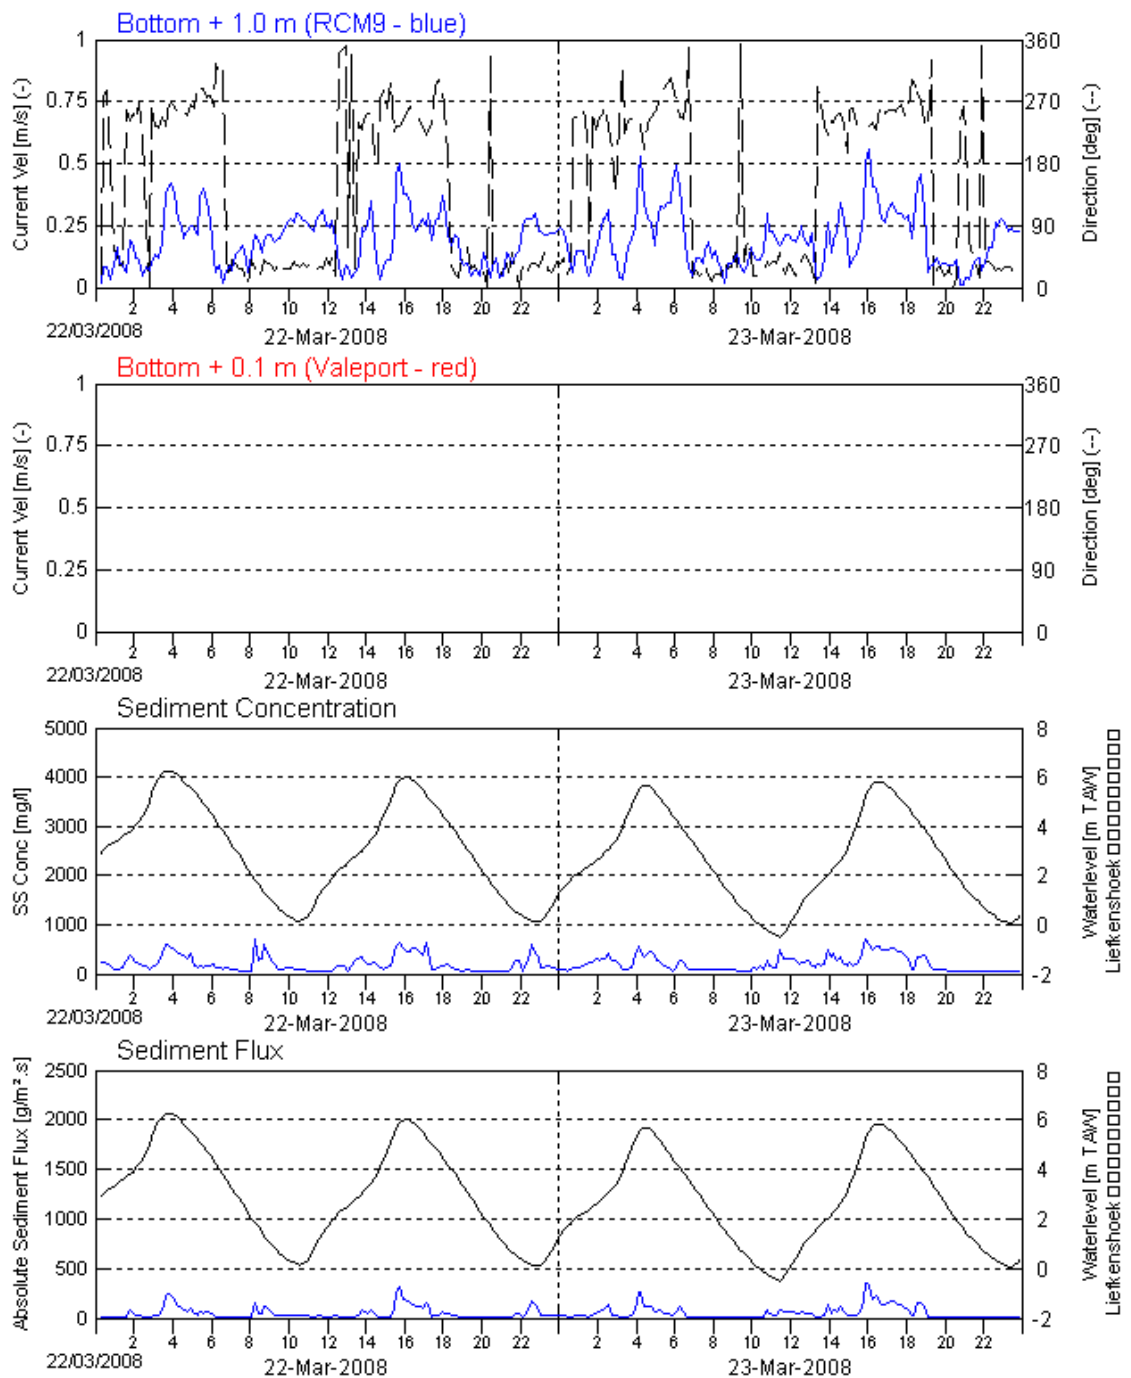 Bottom + 1.0 m (RCM9 - blue)
1 0.75 0.5 0.25 0
Current Vel [m/s] (-)
360 270 180 90 0
Direction [deg] (--)
2 4 6 8 10 12 14 16 18 20 22 2 4 6 8 10 12 14 16 18 20 22
22/03/2008 22-Mar-2008 23-Mar-2008
Bottom + 0.1 m (Valeport - red)
1 0.75 0.5 0.25 0
Current Vel [m/s] (-)
360 270 180 90 0
Direction [deg] (--)
2 4 6 8 10 12 14 16 18 20 22 2 4 6 8 10 12 14 16 18 20 22
22/03/2008 22-Mar-2008 23-Mar-2008
Sediment Concentration
5000 4000 3000 2000 1000 0
SS Conc [mg/l]
8 6 4 2 0 -2
Waterlevel [m TAW]
Liefkenshoek □□□□□□□□□
2 4 6 8 10 12 14 16 18 20 22 2 4 6 8 10 12 14 16 18 20 22
22/03/2008 22-Mar-2008 23-Mar-2008
Sediment Flux
2500 2000 1500 1000 500 0
Absolute Sediment Flux [g/m².s]
8 6 4 2 0 -2
Waterlevel [m TAW]
Liefkenshoek □□□□□□□□□
2 4 6 8 10 12 14 16 18 20 22 2 4 6 8 10 12 14 16 18 20 22
22/03/2008 22-Mar-2008 23-Mar-2008